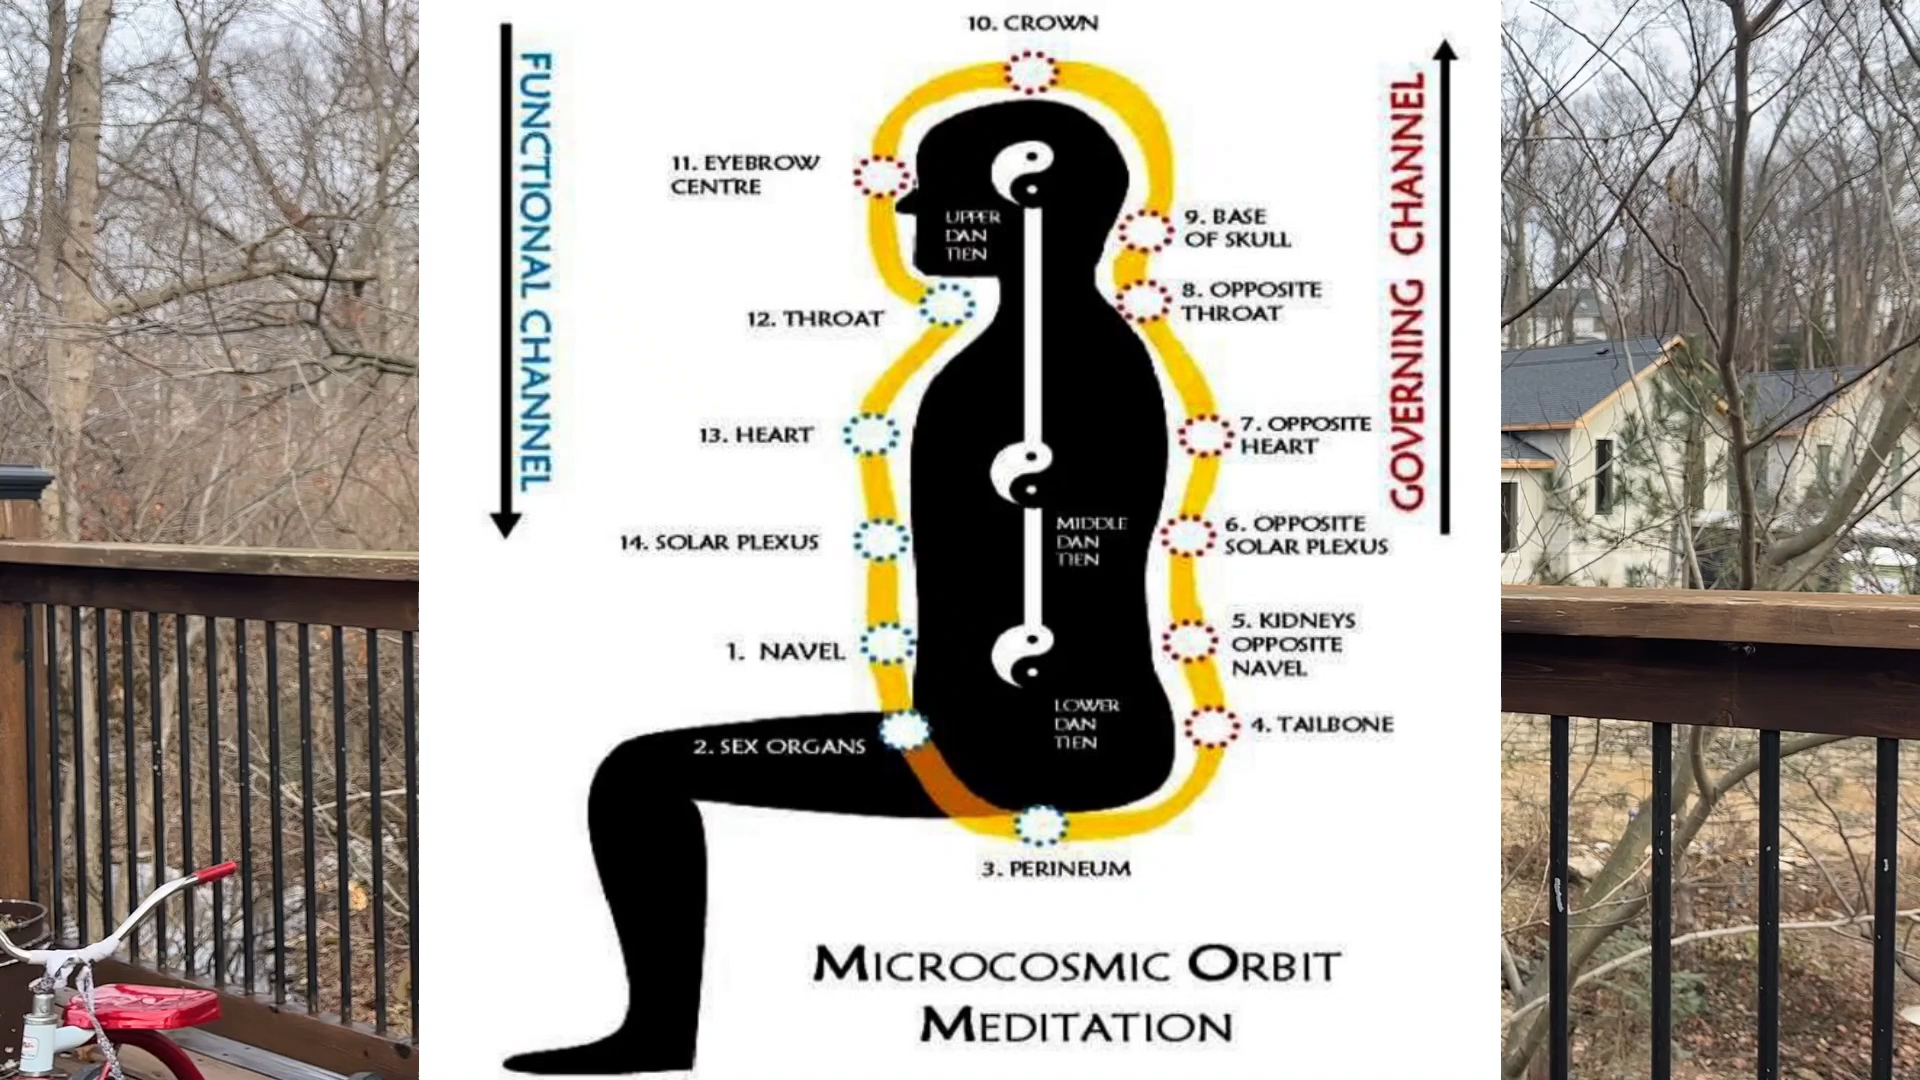 10. CROWN
FUNCTIONAL CHANNEL
GOVERNING CHANNEL
11. EYEBROW
CENTRE
UPPER
DAN
TIEN
9. BASE
OF SKULL
8. OPPOSITE
THROAT
12. THROAT
13. HEART
7. OPPOSITE
HEART
14. SOLAR PLEXUS
MIDDLE
DAN
TIEN
6. OPPOSITE
SOLAR PLEXUS
1. NAVEL
5. KIDNEYS
OPPOSITE
NAVEL
LOWER
DAN
TIEN
2. SEX ORGANS
4. TAILBONE
3. PERINEUM
MICROCOSMIC ORBIT
MEDITATION